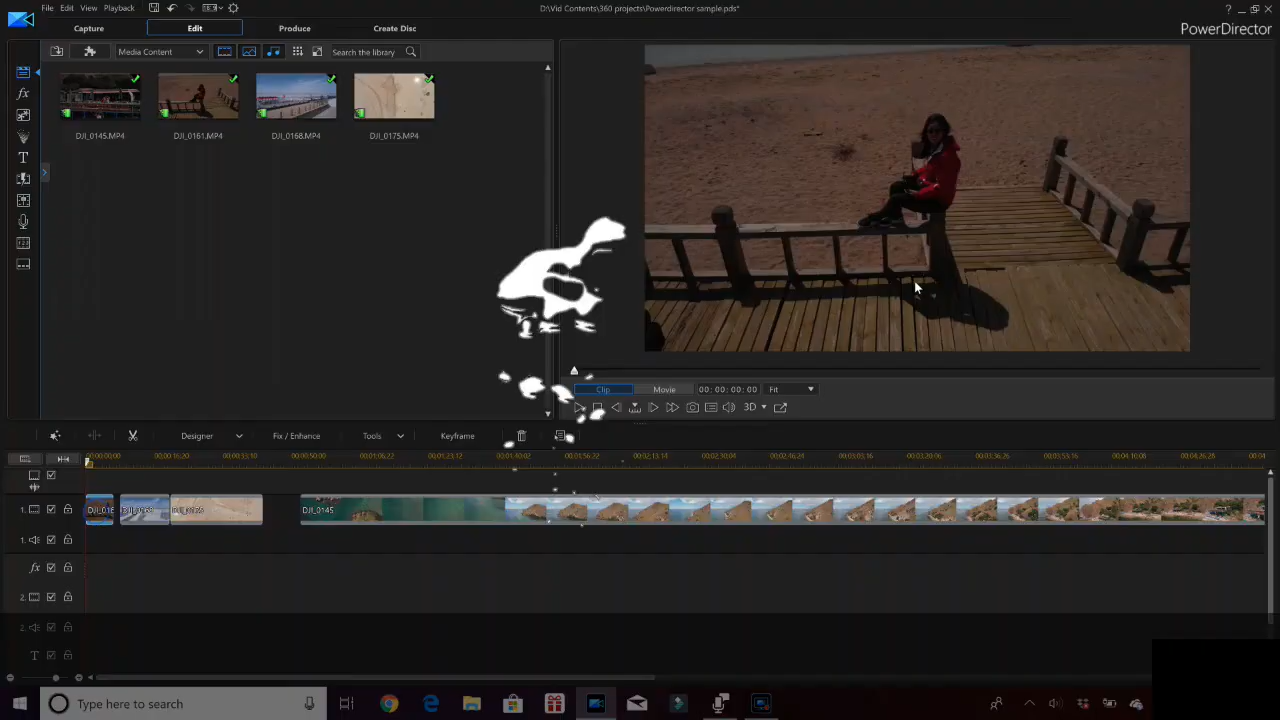 File Edit View Playback
D:\Vid Contents\360 projects\Powerdirector sample.pds*
Capture Edit Produce Create Disc
PowerDirector
Media Content
Search the library
DJI_0145.MP4 DJI_0161.MP4 DJI_0168.MP4 DJI_0175.MP4
Clip Movie 00; 00; 00; 00 Fit
3D
Designer Fix / Enhance Tools Keyframe
00;00;00;00 00;00;16;20 00;00;33;10 00;00;50;00 00;01;06;22 00;01;23;12 00;01;40;02 00;01;56;22 00;02;13;14 00;02;30;04 00;02;46;24 00;03;03;16 00;03;20;06 00;03;36;26 00;03;53;16 00;04;10;08 00;04;26;28 00;04
1. DJI_0145
1.
fx
2.
2.
T
Type here to search